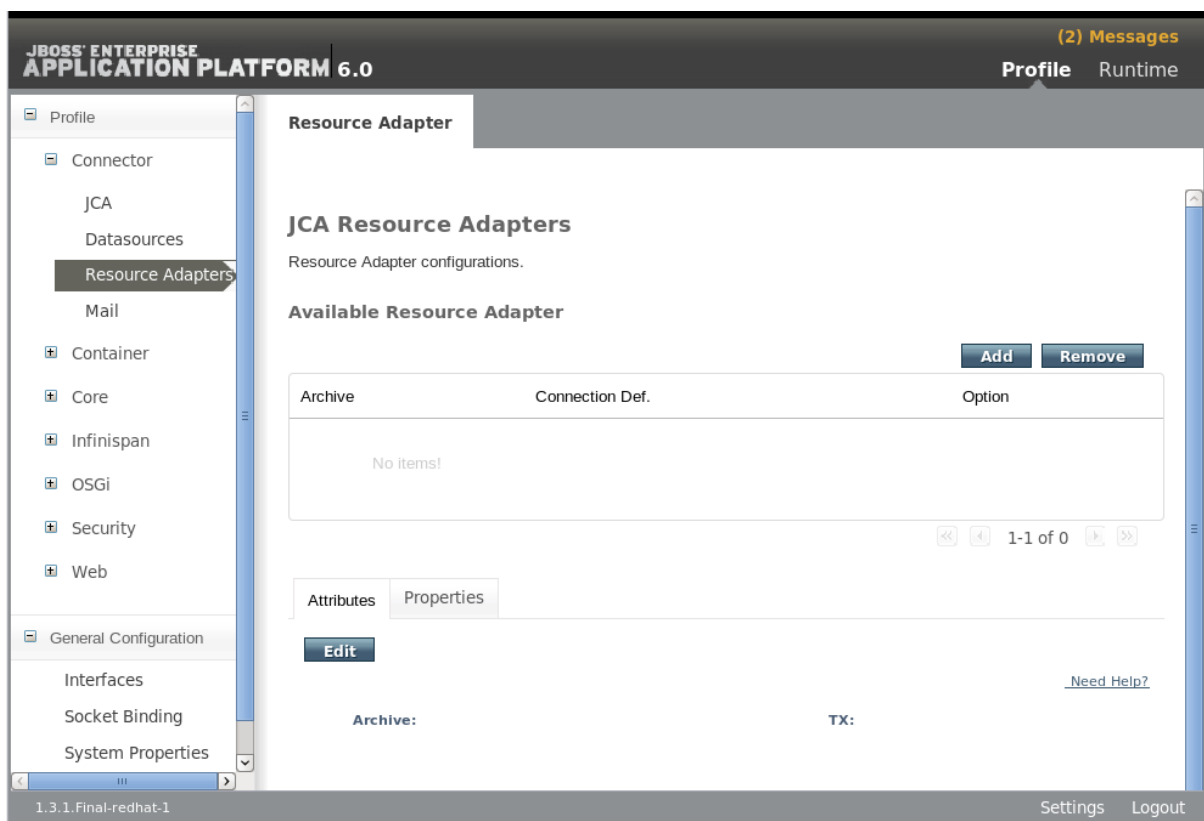 (2) Messages
JBOSS' ENTERPRISE
APPLICATION PLATFORM 6.0
Profile Runtime
Profile
Connector
JCA
Datasources
Resource Adapters
Mail
Container
Core
Infinispan
OSGi
Security
Web
General Configuration
Interfaces
Socket Binding
System Properties
Resource Adapter
JCA Resource Adapters
Resource Adapter configurations.
Available Resource Adapter
Add Remove
Archive Connection Def. Option
No items!
1-1 of 0
Attributes Properties
Edit
Need Help?
Archive: TX:
1.3.1.Final-redhat-1
Settings Logout